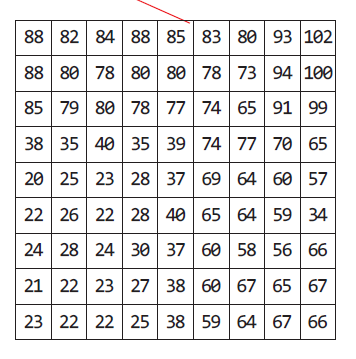 88 82 84 88 85 83 80 93 102
88 80 78 80 80 78 73 94 100
85 79 80 78 77 74 65 91 99
38 35 40 35 39 74 77 70 65
20 25 23 28 37 69 64 60 57
22 26 22 28 40 65 64 59 34
24 28 24 30 37 60 58 56 66
21 22 23 27 38 60 67 65 67
23 22 22 25 38 59 64 67 66